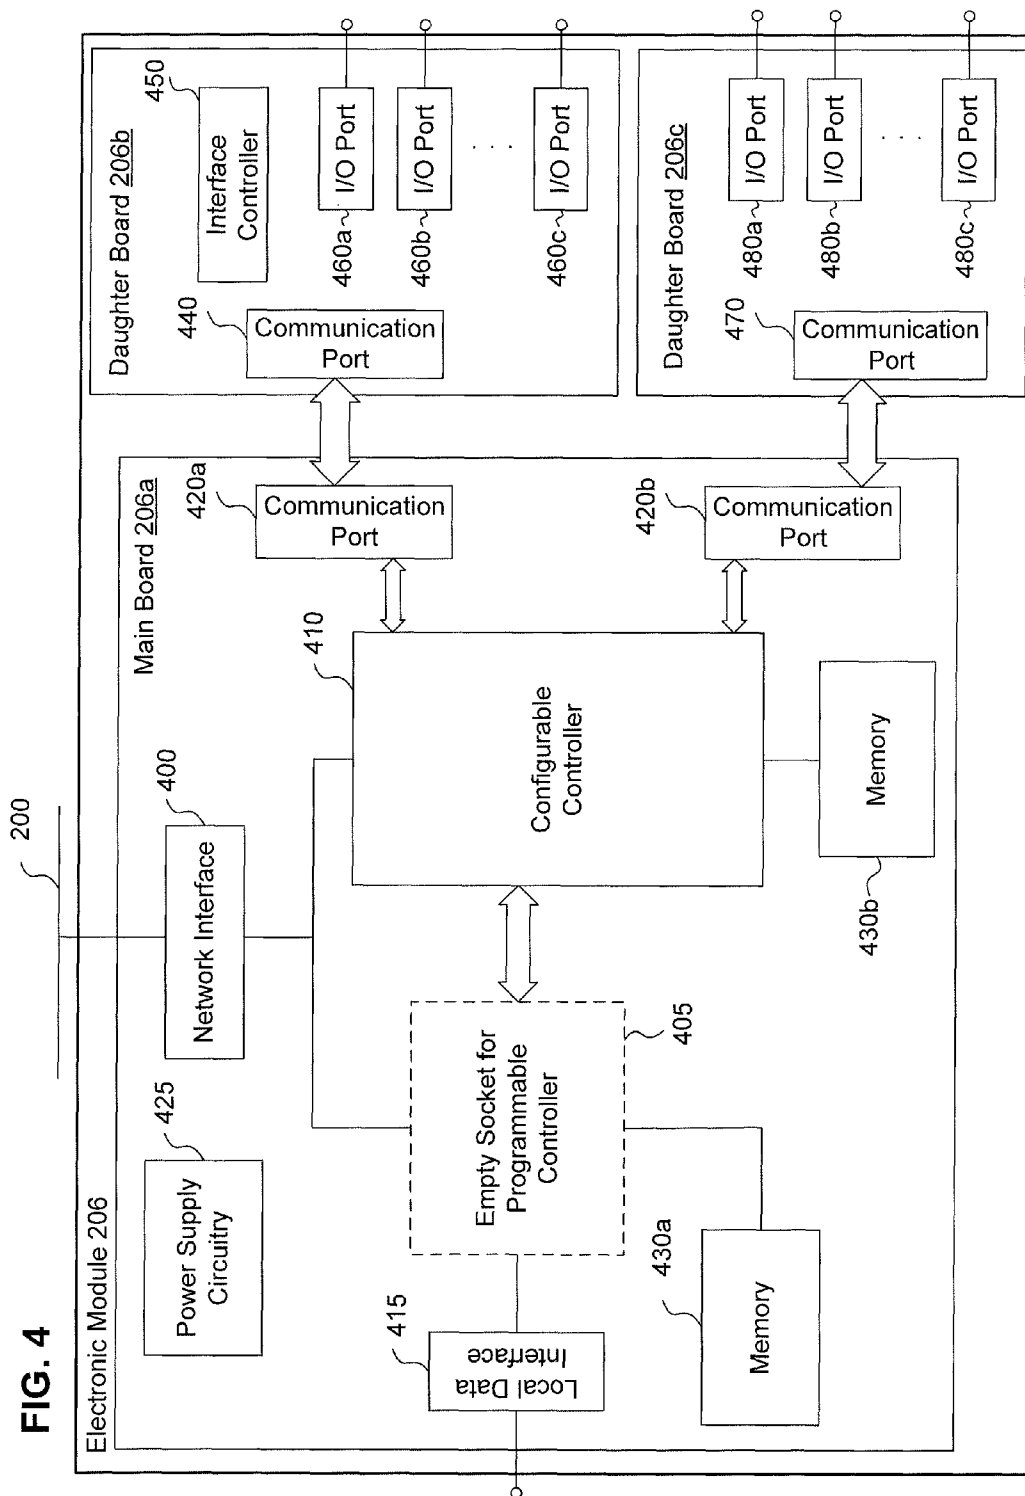 FIG. 4
200
Electronic Module 206
Main Board 206a
425
Power Supply
Circuitry
400
Network Interface
415
Local Data
Interface
Empty Socket for
Programmable
Controller
405
410
Configurable
Controller
430a
Memory
430b
Memory
420a
Communication
Port
420b
Communication
Port
Daughter Board 206b
440
Communication
Port
450
Interface
Controller
460a
I/O Port
460b
I/O Port
. . . .
460c
I/O Port
Daughter Board 206c
470
Communication
Port
480a
I/O Port
480b
I/O Port
. . . .
480c
I/O Port